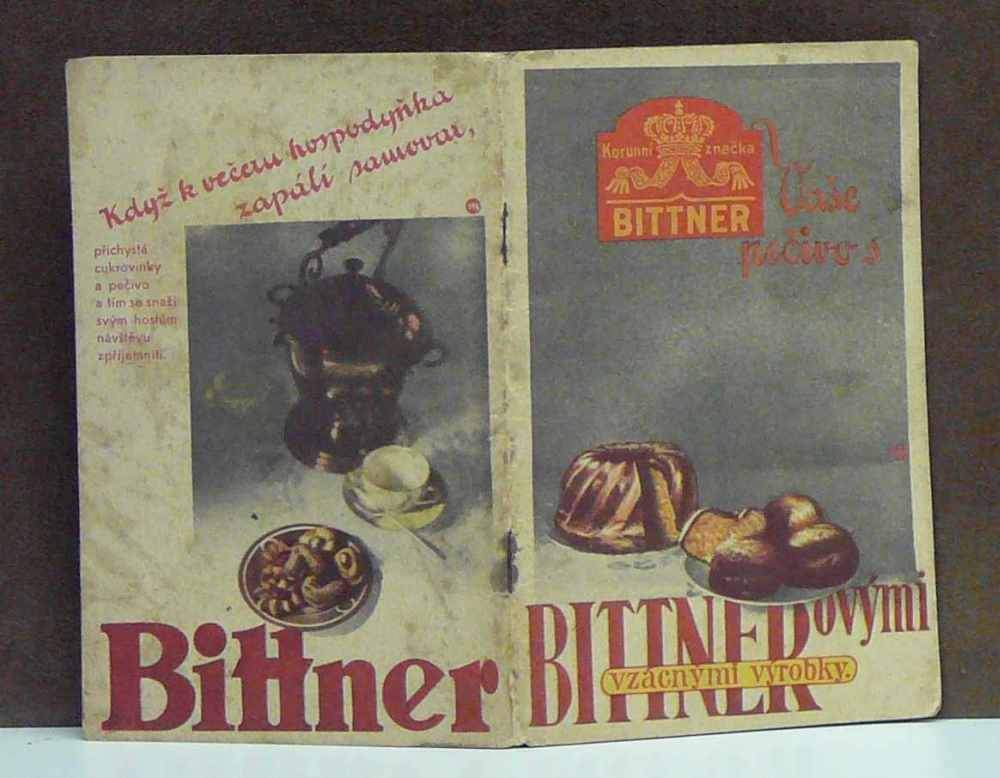 Když k večeru hospodyňka
zapálí samovar,
přichystá
cukrovinky
a pečivo
a tím se snaží
svým hostům
návštěvu
zpříjemniti.
Bittner
Korunní značka
BITTNER
Vaše
pečivo s
BITTNERovými
vzácnými výrobky.